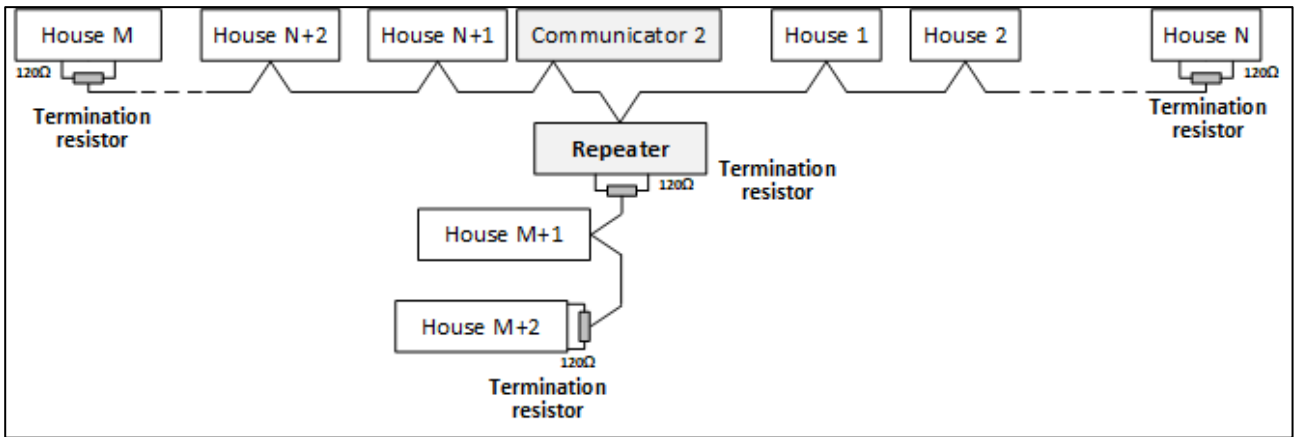 House M
House N+2
House N+1
Communicator 2
House 1
House 2
House N
120Ω
120Ω
Termination
resistor
Termination
resistor
Repeater
120Ω
Termination
resistor
House M+1
House M+2
120Ω
Termination
resistor